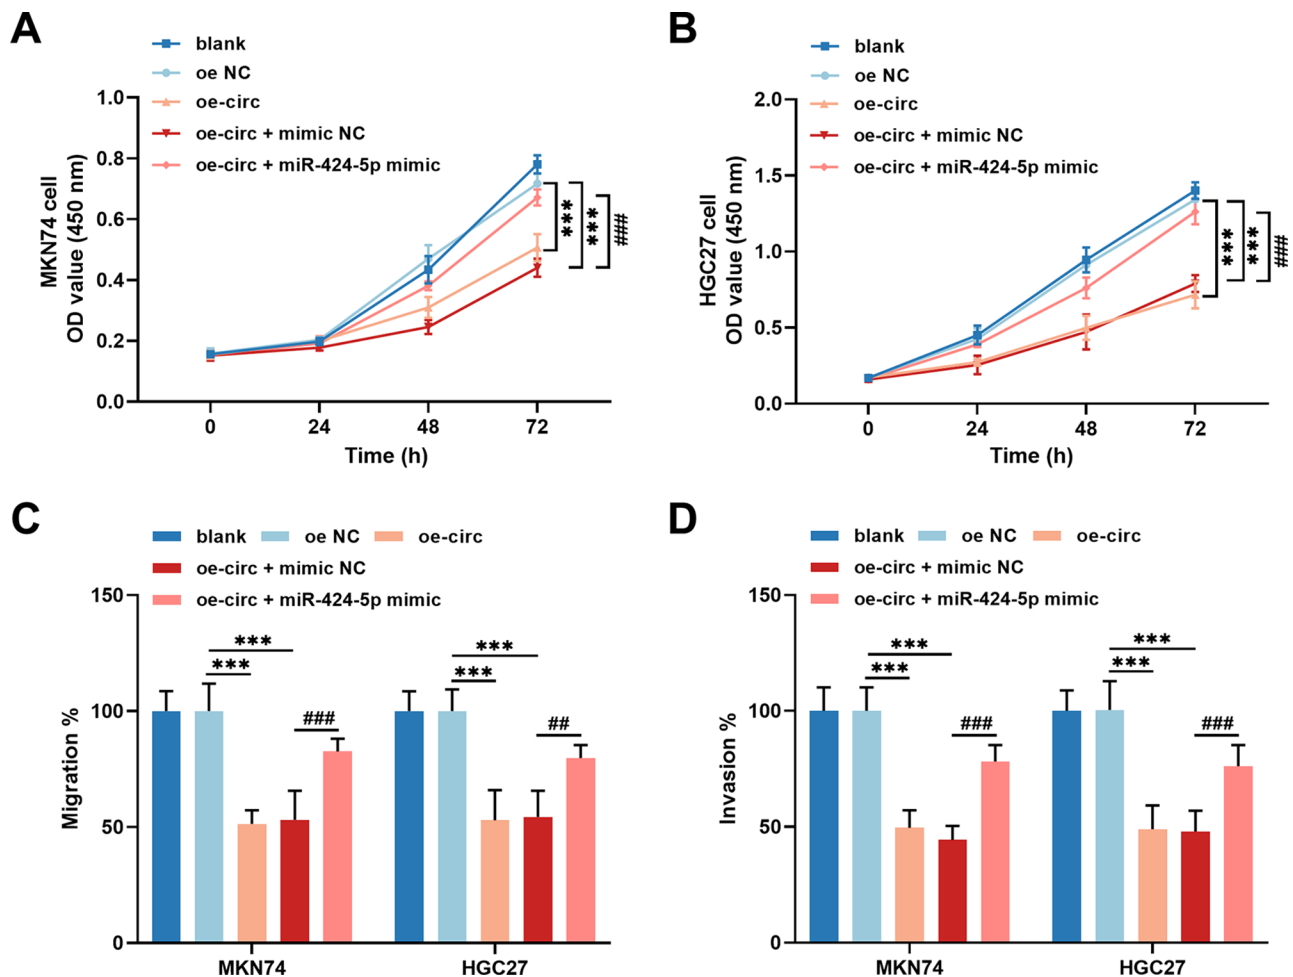 A
blank
oe NC
oe-circ
oe-circ + mimic NC
oe-circ + miR-424-5p mimic
MKN74 cell
OD value (450 nm)
1.0
0.8
0.6
0.4
0.2
0.0
0
24
48
72
Time (h)
***
***
###
B
blank
oe NC
oe-circ
oe-circ + mimic NC
oe-circ + miR-424-5p mimic
HGC27 cell
OD value (450 nm)
2.0
1.5
1.0
0.5
0.0
0
24
48
72
Time (h)
***
***
###
C
blank
oe NC
oe-circ
oe-circ + mimic NC
oe-circ + miR-424-5p mimic
Migration %
150
100
50
0
***
***
###
***
***
##
MKN74
HGC27
D
blank
oe NC
oe-circ
oe-circ + mimic NC
oe-circ + miR-424-5p mimic
Invasion %
150
100
50
0
***
***
###
***
***
###
MKN74
HGC27